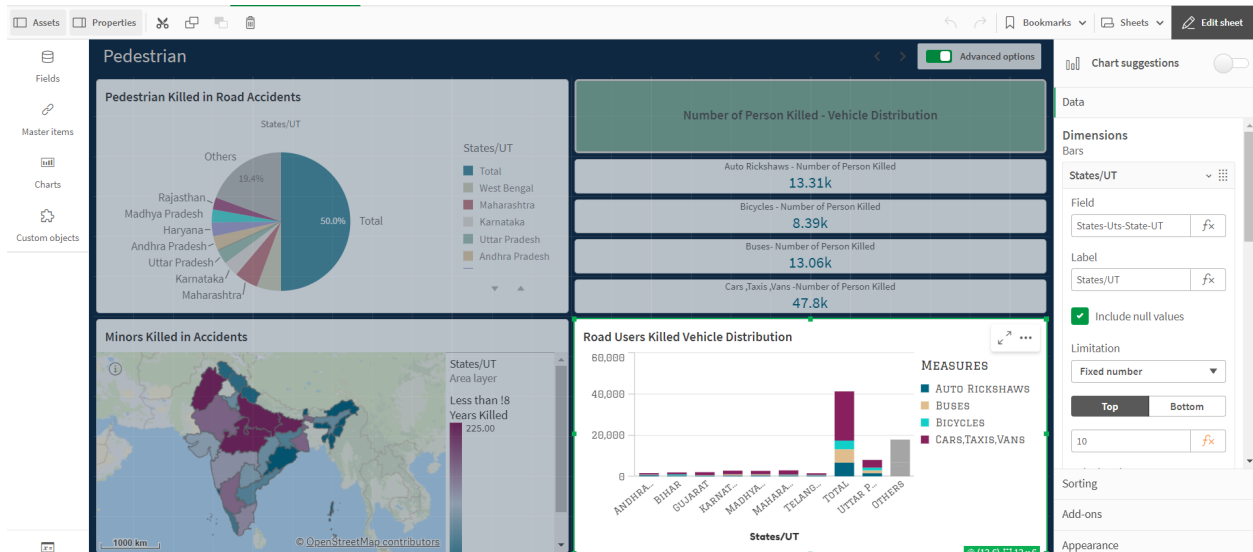 Assets Properties Bookmarks Sheets Edit sheet
Fields
Master items
Charts
Custom objects
Pedestrian
Advanced options
Pedestrian Killed in Road Accidents
States/UT
Others
19.4%
Rajasthan
Madhya Pradesh
Haryana
Andhra Pradesh
Uttar Pradesh
Karnataka
Maharashtra
50.0%
Total
States/UT
Total
West Bengal
Maharashtra
Karnataka
Uttar Pradesh
Andhra Pradesh
Number of Person Killed - Vehicle Distribution
Auto Rickshaws - Number of Person Killed
13.31k
Bicycles - Number of Person Killed
8.39k
Buses- Number of Person Killed
13.06k
Cars ,Taxis ,Vans -Number of Person Killed
47.8k
Minors Killed in Accidents
States/UT
Area layer
Less than !8
Years Killed
225.00
1000 km
© OpenStreetMap contributors
Road Users Killed Vehicle Distribution
60,000
40,000
20,000
0
ANDHRA...
BIHAR
GUJARAT
KARNAT...
MADHYA...
MAHARA...
TELANG...
TOTAL
UTTAR P...
OTHERS
States/UT
MEASURES
AUTO RICKSHAWS
BUSES
BICYCLES
CARS,TAXIS,VANS
Chart suggestions
Data
Dimensions
Bars
States/UT
Field
States-Uts-State-UT
Label
States/UT
Include null values
Limitation
Fixed number
Top Bottom
10
Sorting
Add-ons
Appearance